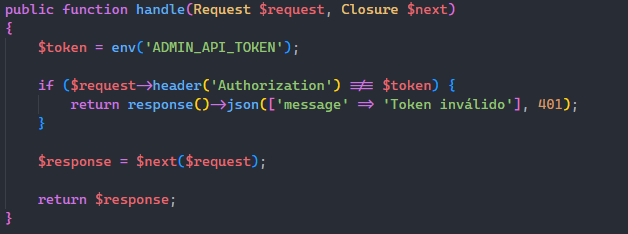 public function handle(Request $request, Closure $next)
{
    $token = env('ADMIN_API_TOKEN');

    if ($request->header('Authorization') !== $token) {
        return response()->json(['message' => 'Token inválido'], 401);
    }

    $response = $next($request);

    return $response;
}